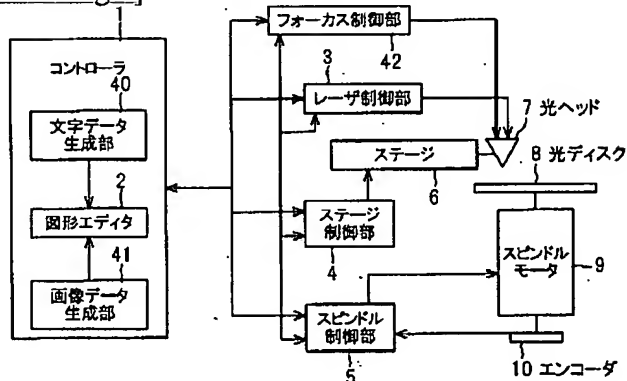 1
コントローラ
40
文字データ
生成部
2
図形エディタ
41
画像データ
生成部
フォーカス制御部
42
3
レーザ制御部
7 光ヘッド
ステージ
6
8 光ディスク
ステージ
制御部
4
スピンドル
モータ
9
スピンドル
制御部
5
10 エンコーダ